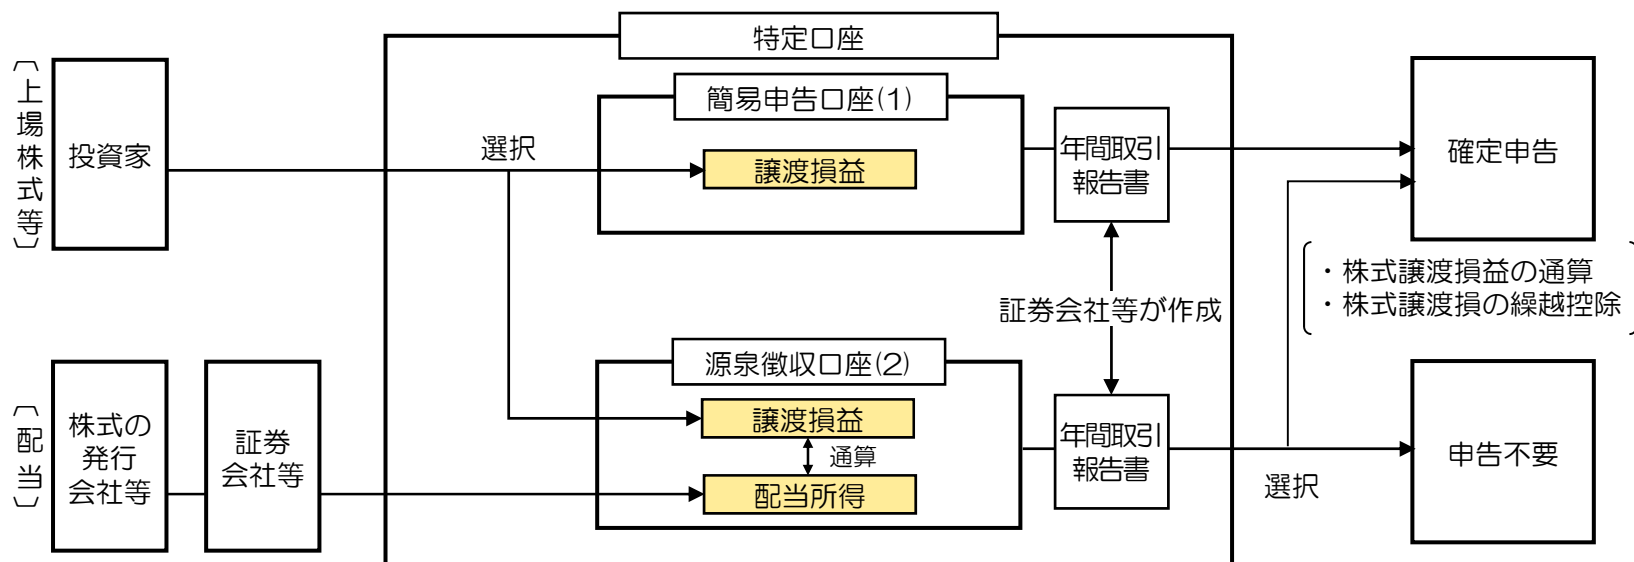 特定口座
〔上場株式等〕
投資家
選択
簡易申告口座(1)
譲渡損益
年間取引
報告書
確定申告
・株式譲渡損益の通算
・株式譲渡損の繰越控除
証券会社等が作成
〔配当〕
株式の
発行
会社等
証券
会社等
源泉徴収口座(2)
譲渡損益
通算
配当所得
年間取引
報告書
選択
申告不要